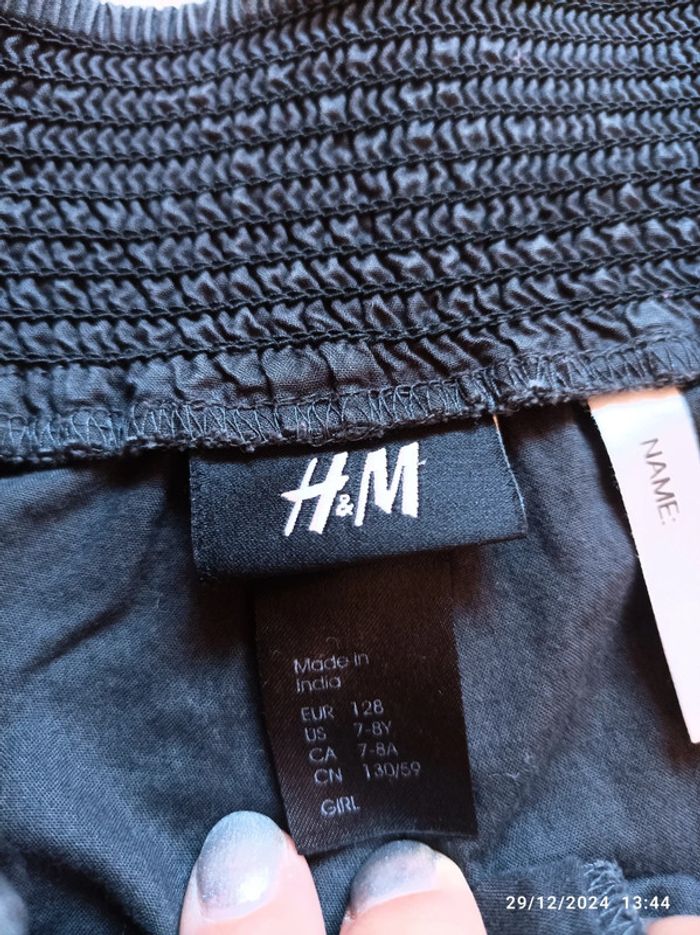 H&M
NAME:
Made in
India
EUR 128
US 7-8Y
CA 7-8A
CN 130/59
GIRL
29/12/2024 13:44